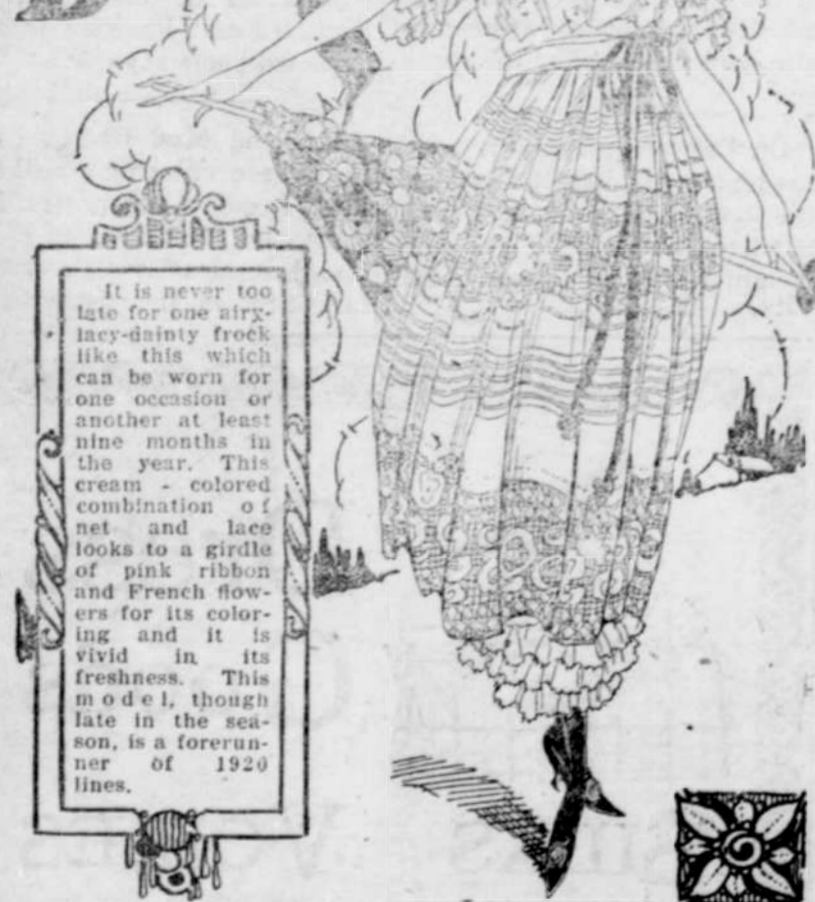 It is never too
late for one airy-
lacy-dainty frock
like this which
can be worn for
one occasion or
another at least
nine months in
the year. This
cream - colored
combination of
net and lace
looks to a girdle
of pink ribbon
and French flow-
ers for its color-
ing and it is
vivid in its
freshness. This
model, though
late in the sea-
son, is a forerun-
ner of 1920
lines.